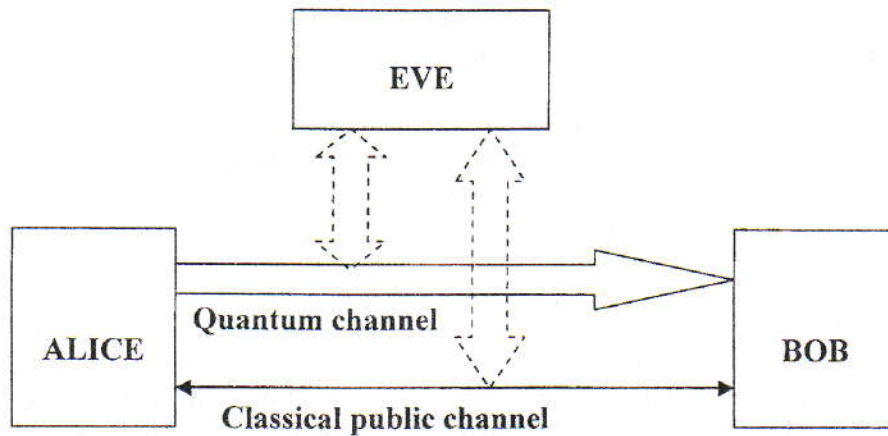 EVE
Quantum channel
ALICE
BOB
Classical public channel